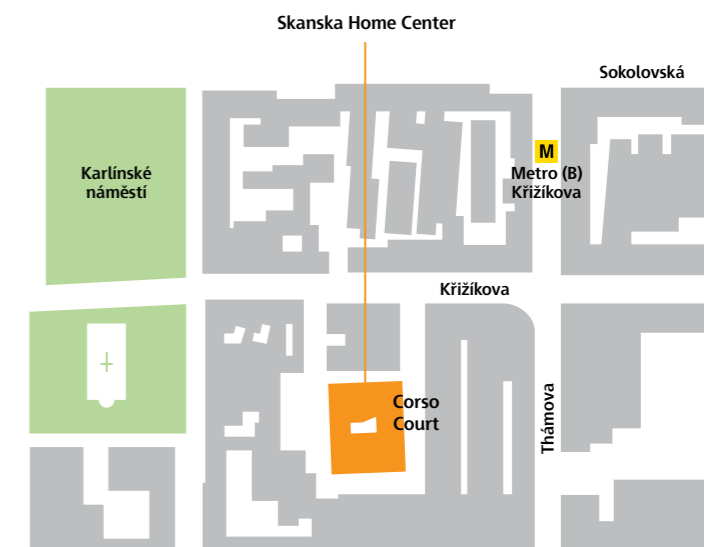 Skanska Home Center
Sokolovská
M
Metro (B)
Křižíkova
Karlínské
náměstí
Křižíkova
Corso
Court
Thámova